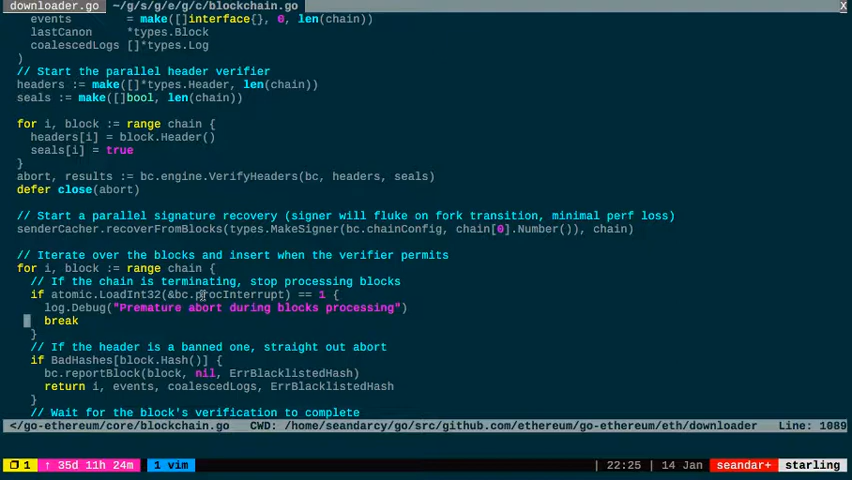 downloader.go ~/g/s/g/e/g/c/blockchain.go X
events = make([]interface{}, 0, len(chain))
lastCanon *types.Block
coalescedLogs []*types.Log
)
// Start the parallel header verifier
headers := make([]*types.Header, len(chain))
seals := make([]bool, len(chain))
for i, block := range chain {
headers[i] = block.Header()
seals[i] = true
}
abort, results := bc.engine.VerifyHeaders(bc, headers, seals)
defer close(abort)
// Start a parallel signature recovery (signer will fluke on fork transition, minimal perf loss)
senderCacher.recoverFromBlocks(types.MakeSigner(bc.chainConfig, chain[0].Number()), chain)
// Iterate over the blocks and insert when the verifier permits
for i, block := range chain {
// If the chain is terminating, stop processing blocks
if atomic.LoadInt32(&bc.procInterrupt) == 1 {
log.Debug("Premature abort during blocks processing")
break
}
// If the header is a banned one, straight out abort
if BadHashes[block.Hash()] {
bc.reportBlock(block, nil, ErrBlacklistedHash)
return i, events, coalescedLogs, ErrBlacklistedHash
}
// Wait for the block's verification to complete
</go-ethereum/core/blockchain.go CWD: /home/seandarcy/go/src/github.com/ethereum/go-ethereum/eth/downloader Line: 1089
1 ↑ 35d 11h 24m 1 vim | 22:25 | 14 Jan seandar+ starling